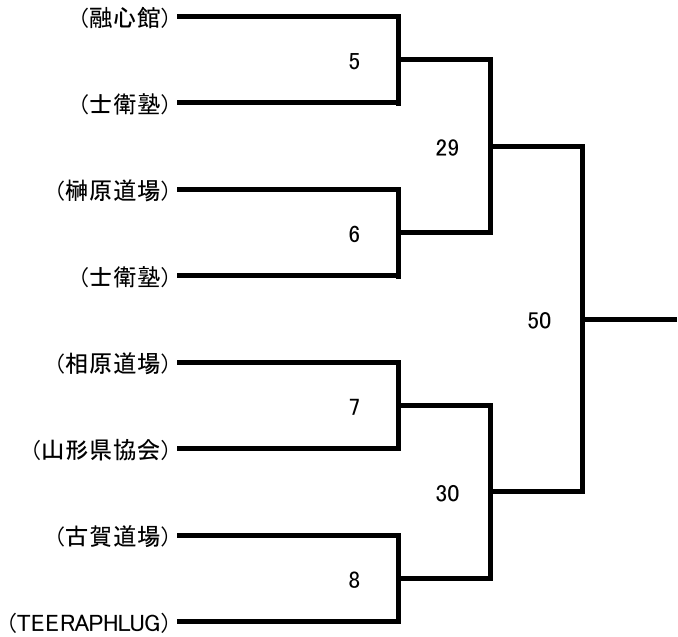 (融心館)
5
(士衛塾)
29
(榊原道場)
6
(士衛塾)
50
(相原道場)
7
(山形県協会)
30
(古賀道場)
8
(TEERAPHLUG)